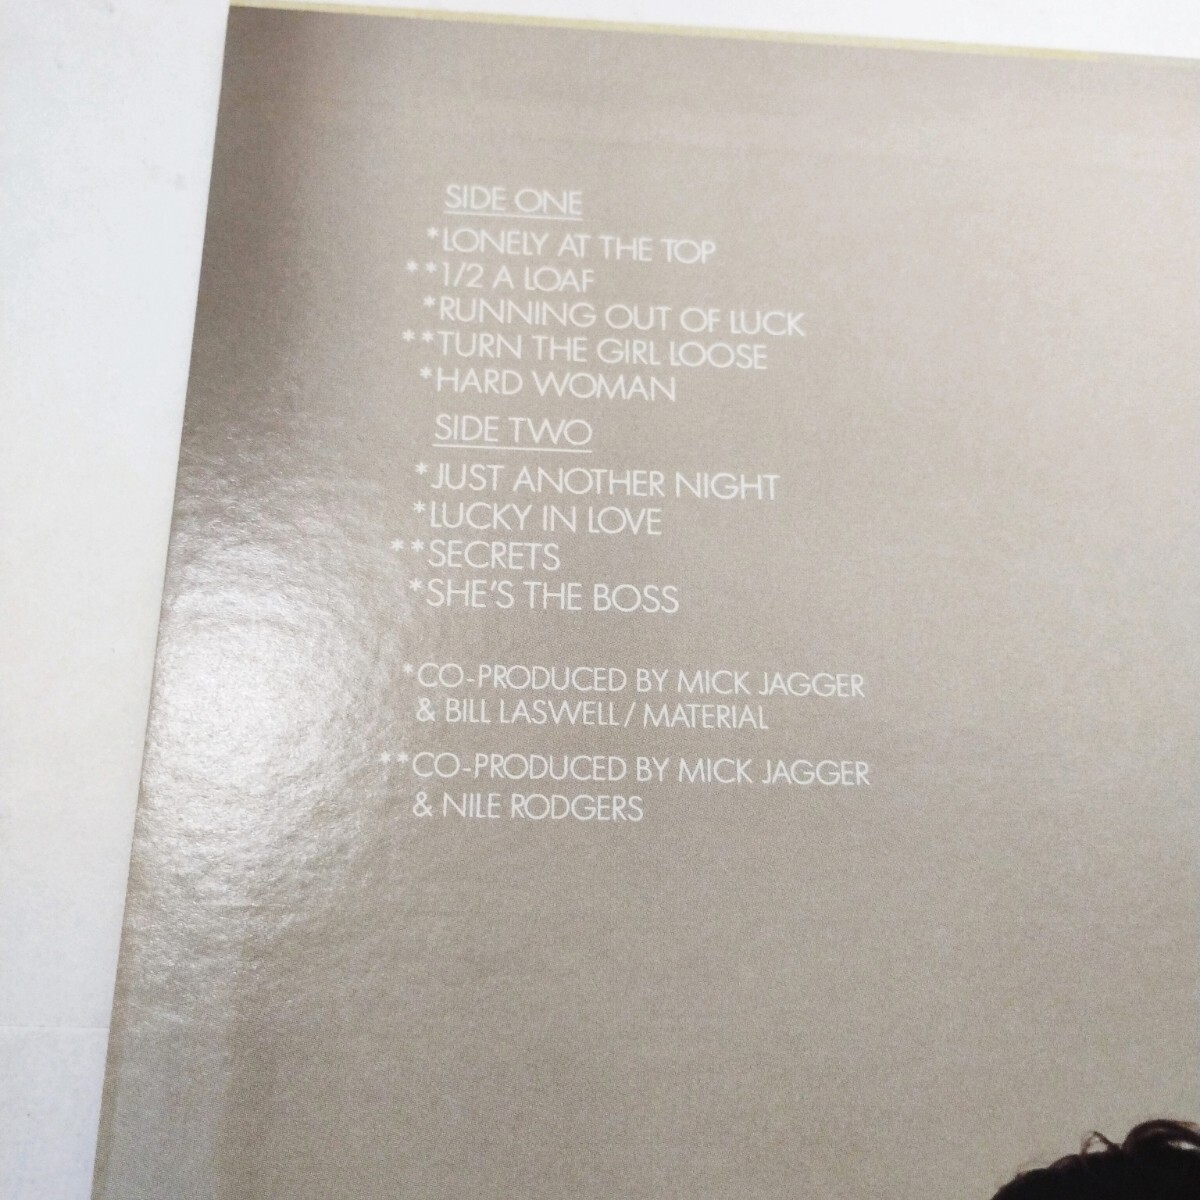 SIDE ONE
*LONELY AT THE TOP
**1/2 A LOAF
*RUNNING OUT OF LUCK
**TURN THE GIRL LOOSE
*HARD WOMAN
SIDE TWO
*JUST ANOTHER NIGHT
*LUCKY IN LOVE
**SECRETS
*SHE'S THE BOSS
*CO-PRODUCED BY MICK JAGGER
& BILL LASWELL/MATERIAL
**CO-PRODUCED BY MICK JAGGER
& NILE RODGERS